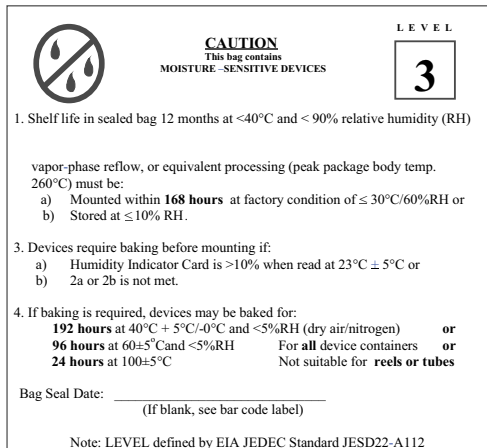 L E V E L
CAUTION
This bag contains
MOISTURE –SENSITIVE DEVICES
3
1. Shelf life in sealed bag 12 months at <40°C and < 90% relative humidity (RH)
vapor-phase reflow, or equivalent processing (peak package body temp.
260°C) must be:
a) Mounted within 168 hours at factory condition of ≤ 30°C/60%RH or
b) Stored at ≤10% RH.
3. Devices require baking before mounting if:
a) Humidity Indicator Card is >10% when read at 23°C ± 5°C or
b) 2a or 2b is not met.
4. If baking is required, devices may be baked for:
192 hours at 40°C + 5°C/-0°C and <5%RH (dry air/nitrogen) or
96 hours at 60±5°Cand <5%RH For all device containers or
24 hours at 100±5°C Not suitable for reels or tubes
Bag Seal Date: ______________________________
(If blank, see bar code label)
Note: LEVEL defined by EIA JEDEC Standard JESD22-A112